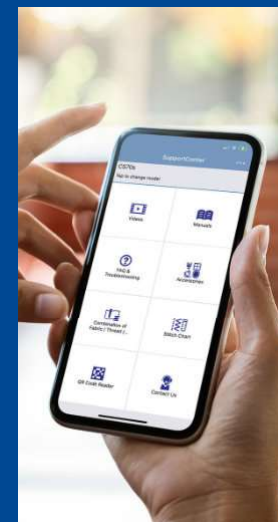 SupportCenter
CS70s
Tap to change model
Videos
Manuals
FAQ &
Troubleshooting
Accessories
Combination of
Fabric / Thread /...
Stitch Chart
QR Code Reader
Contact Us